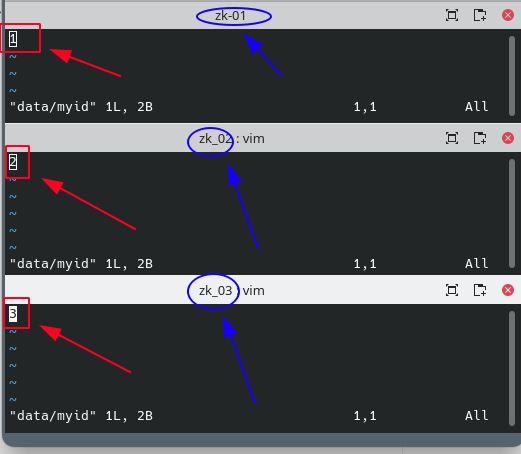 zk-01
1
~
~
~
"data/myid" 1L, 2B 1,1 All
zk_02 : vim
2
~
~
~
~
"data/myid" 1L, 2B 1,1 All
zk_03 : vim
3
~
~
~
~
~
"data/myid" 1L, 2B 1,1 All